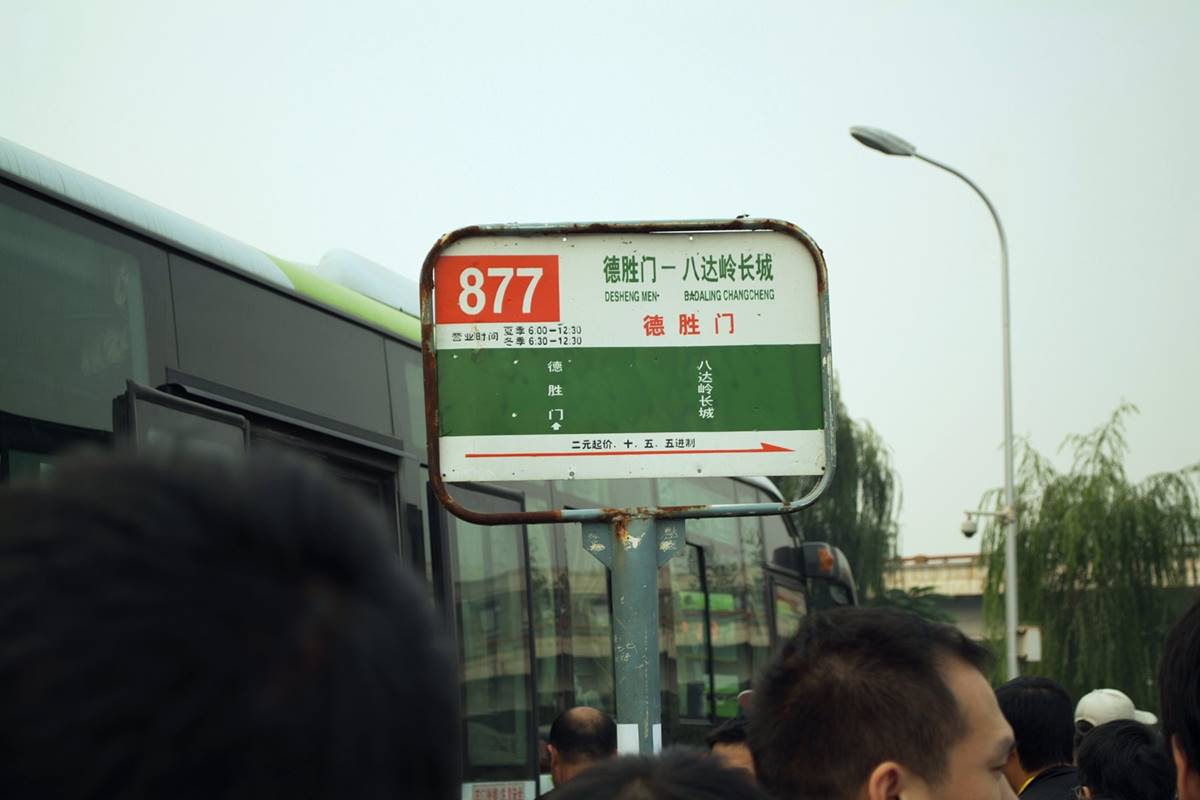 877
德胜门—八达岭长城
DESHENG MEN- BADALING CHANGCHENG
德胜门
营业时间 夏季 6:00—12:30
冬季 6:30—12:30
德胜门
八达岭长城
二元起价、十、五、五进制